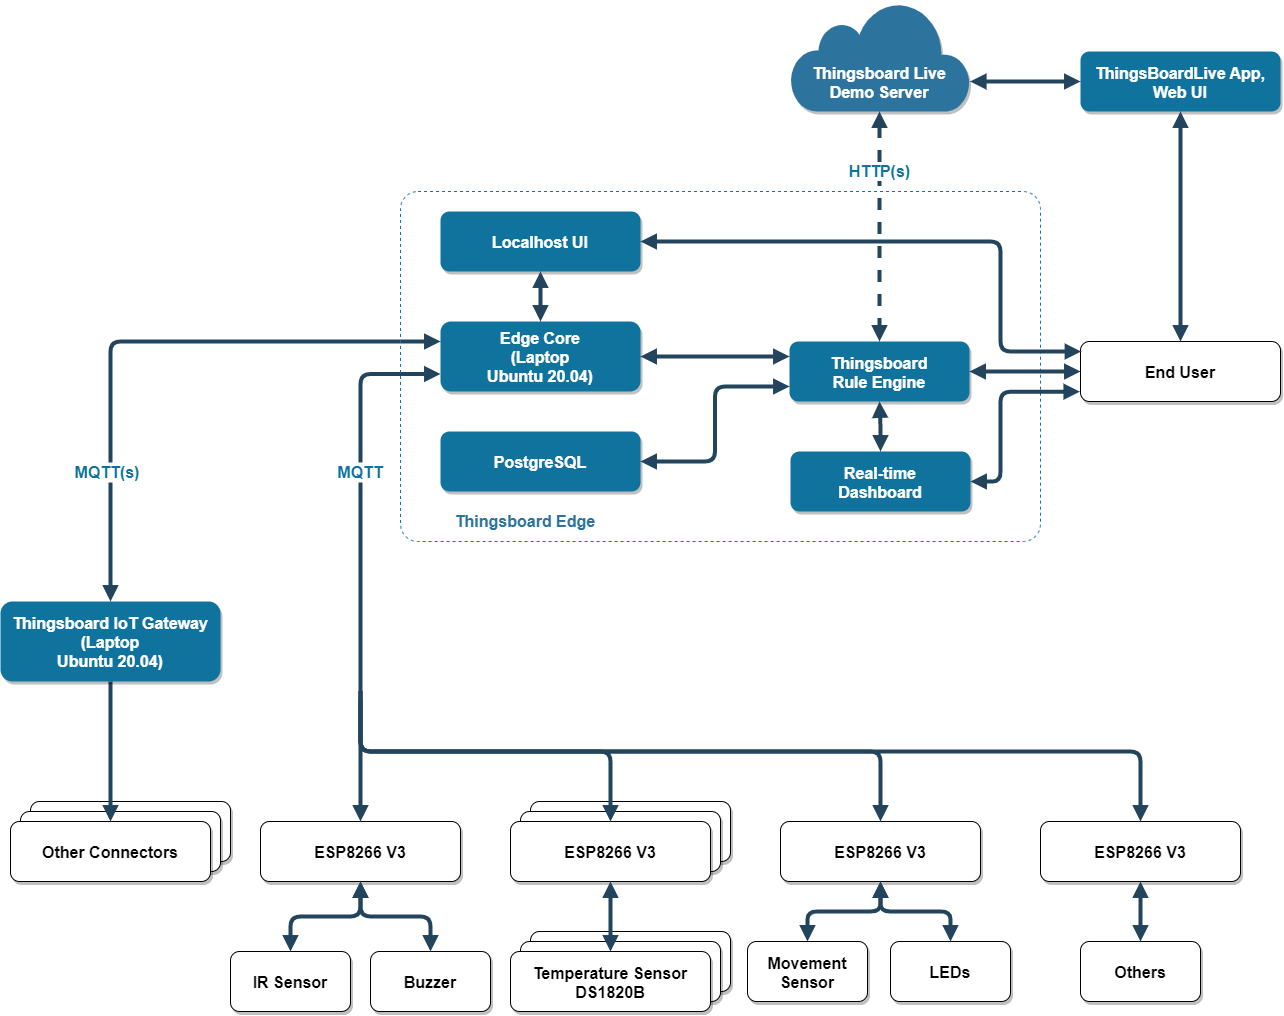 Thingsboard Live
Demo Server
ThingsBoardLive App,
Web UI
HTTP(s)
Localhost UI
Edge Core
(Laptop
Ubuntu 20.04)
Thingsboard
Rule Engine
End User
PostgreSQL
Real-time
Dashboard
MQTT(s)
MQTT
Thingsboard Edge
Thingsboard IoT Gateway
(Laptop
Ubuntu 20.04)
Other Connectors
ESP8266 V3
ESP8266 V3
ESP8266 V3
ESP8266 V3
IR Sensor
Buzzer
Temperature Sensor
DS1820B
Movement
Sensor
LEDs
Others